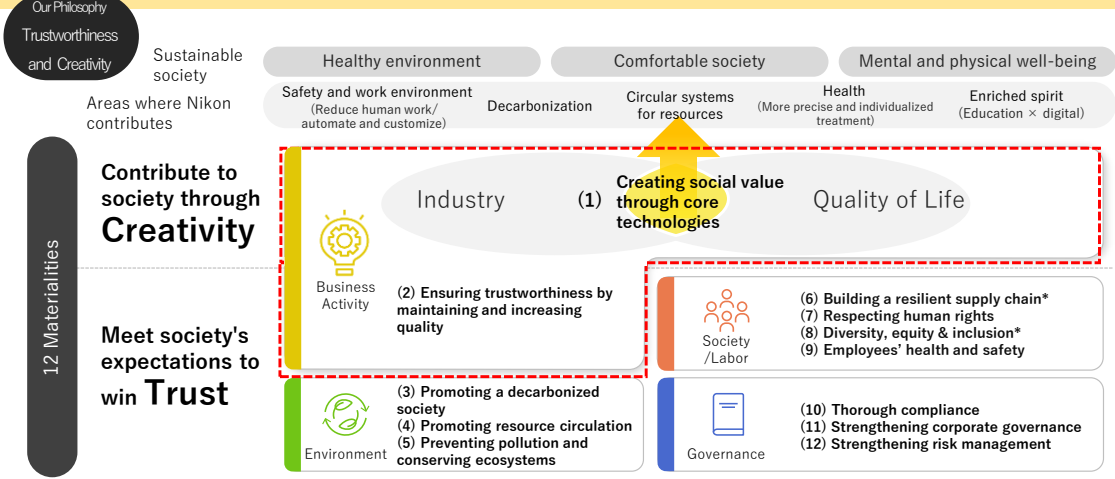 Our Philosophy
Trustworthiness
and Creativity
Sustainable
society
Healthy environment
Comfortable society
Mental and physical well-being
Areas where Nikon
contributes
Safety and work environment
(Reduce human work/
automate and customize)
Decarbonization
Circular systems
for resources
Health
(More precise and individualized
treatment)
Enriched spirit
(Education × digital)
12 Materialities
Contribute to
society through
Creativity
Industry
(1)
Creating social value
through core
technologies
Quality of Life
Business
Activity
(2) Ensuring trustworthiness by
maintaining and increasing
quality
Meet society's
expectations to
win Trust
Society
/Labor
(6) Building a resilient supply chain*
(7) Respecting human rights
(8) Diversity, equity & inclusion*
(9) Employees' health and safety
Environment
(3) Promoting a decarbonized
society
(4) Promoting resource circulation
(5) Preventing pollution and
conserving ecosystems
Governance
(10) Thorough compliance
(11) Strengthening corporate governance
(12) Strengthening risk management